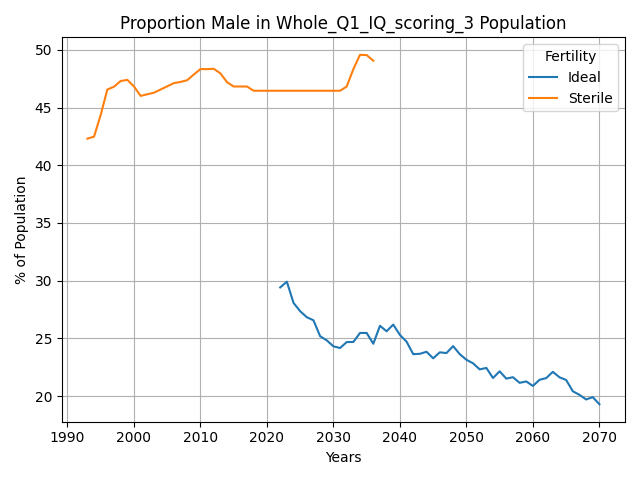 Proportion Male in Whole_Q1_IQ_scoring_3 Population
Fertility
Ideal
Sterile
% of Population
50
45
40
35
30
25
20
1990 2000 2010 2020 2030 2040 2050 2060 2070
Years